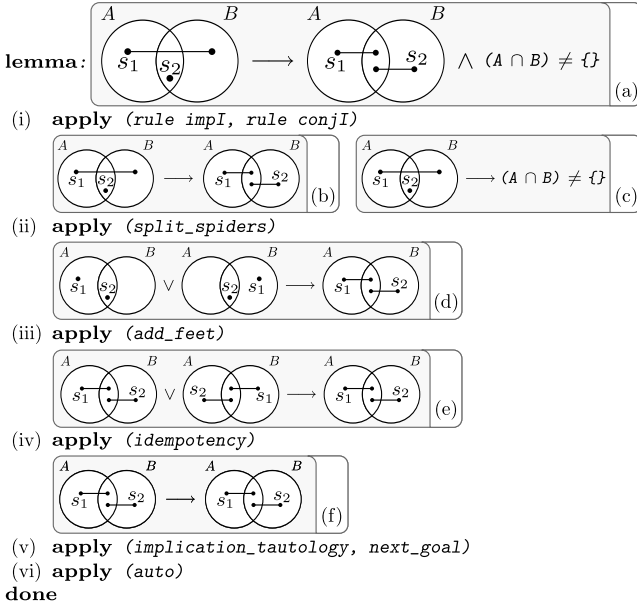 A B A B
lemma: s1 s2 ⟶ s1 s2 ∧ (A ∩ B) ≠ {}
(a)
(i) apply (rule impI, rule conjI)
A B A B A B
s1 s2 ⟶ s1 s2 (b) s1 s2 ⟶ (A ∩ B) ≠ {} (c)
(ii) apply (split_spiders)
A B A B A B
s1 s2 ∨ s2 s1 ⟶ s1 s2 (d)
(iii) apply (add_feet)
A B A B A B
s1 s2 ∨ s2 s1 ⟶ s1 s2 (e)
(iv) apply (idempotency)
A B A B
s1 s2 ⟶ s1 s2 (f)
(v) apply (implication_tautology, next_goal)
(vi) apply (auto)
done